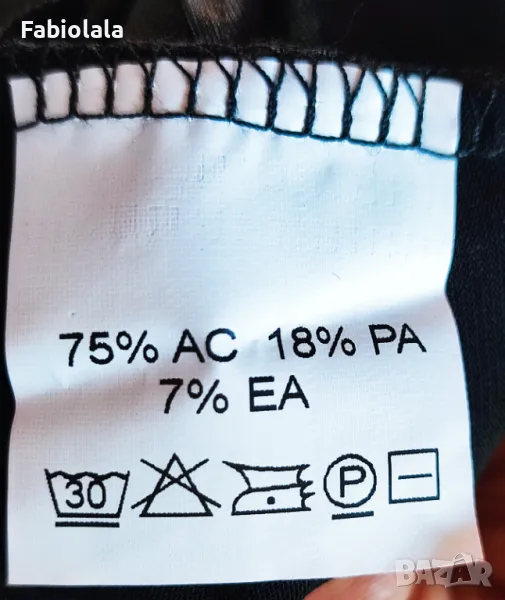 Fabiolala
75% AC 18% PA
7% EA
30 P
BAZAR